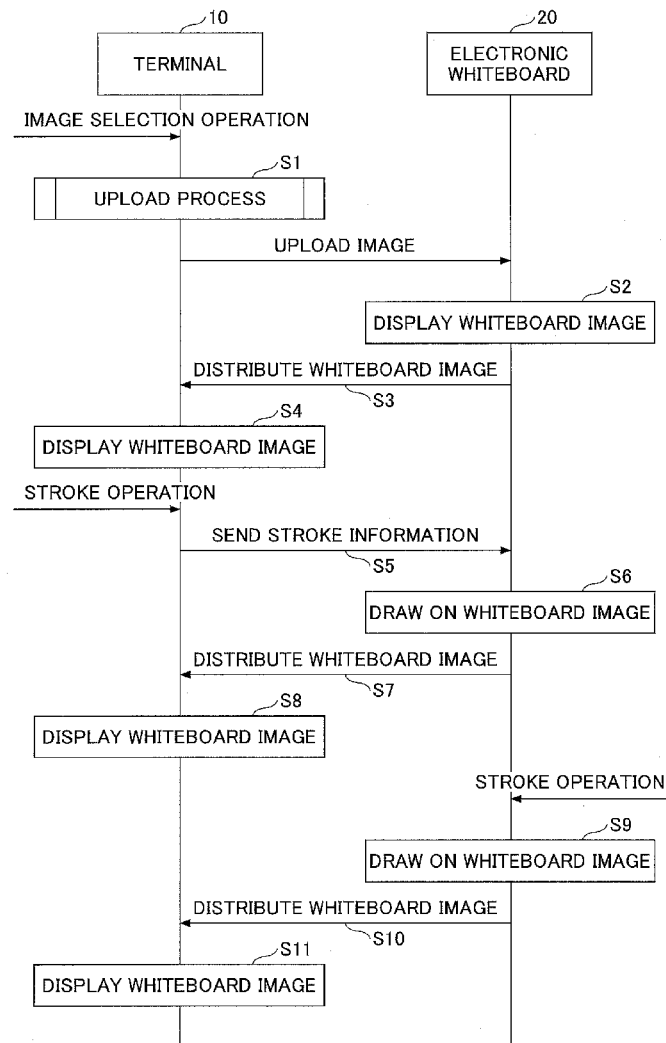 10
20
TERMINAL
ELECTRONIC
WHITEBOARD
IMAGE SELECTION OPERATION
S1
UPLOAD PROCESS
UPLOAD IMAGE
S2
DISPLAY WHITEBOARD IMAGE
DISTRIBUTE WHITEBOARD IMAGE
S3
S4
DISPLAY WHITEBOARD IMAGE
STROKE OPERATION
SEND STROKE INFORMATION
S5
S6
DRAW ON WHITEBOARD IMAGE
DISTRIBUTE WHITEBOARD IMAGE
S7
S8
DISPLAY WHITEBOARD IMAGE
STROKE OPERATION
S9
DRAW ON WHITEBOARD IMAGE
DISTRIBUTE WHITEBOARD IMAGE
S10
S11
DISPLAY WHITEBOARD IMAGE